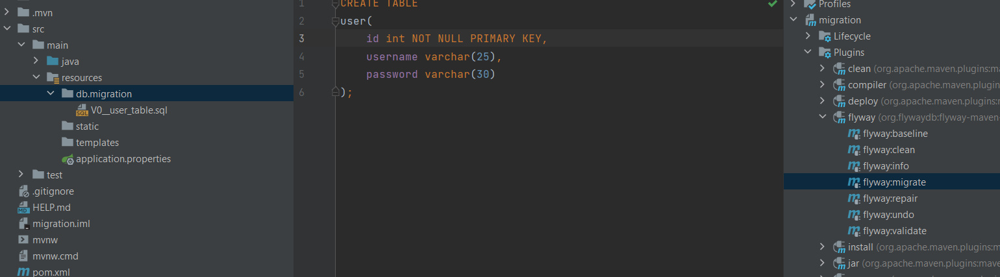 .mvn
src
main
java
resources
db.migration
V0__user_table.sql
static
templates
application.properties
test
.gitignore
HELP.md
migration.iml
mvnw
mvnw.cmd
pom.xml
1 CREATE TABLE
2 user(
3 id int NOT NULL PRIMARY KEY,
4 username varchar(25),
5 password varchar(30)
6 );
Profiles
migration
Lifecycle
Plugins
clean (org.apache.maven.plugins:ma
compiler (org.apache.maven.plugin
deploy (org.apache.maven.plugins:
flyway (org.flywaydb:flyway-maven-
flyway:baseline
flyway:clean
flyway:info
flyway:migrate
flyway:repair
flyway:undo
flyway:validate
install (org.apache.maven.plugins:m
jar (org.apache.maven.plugins:mave